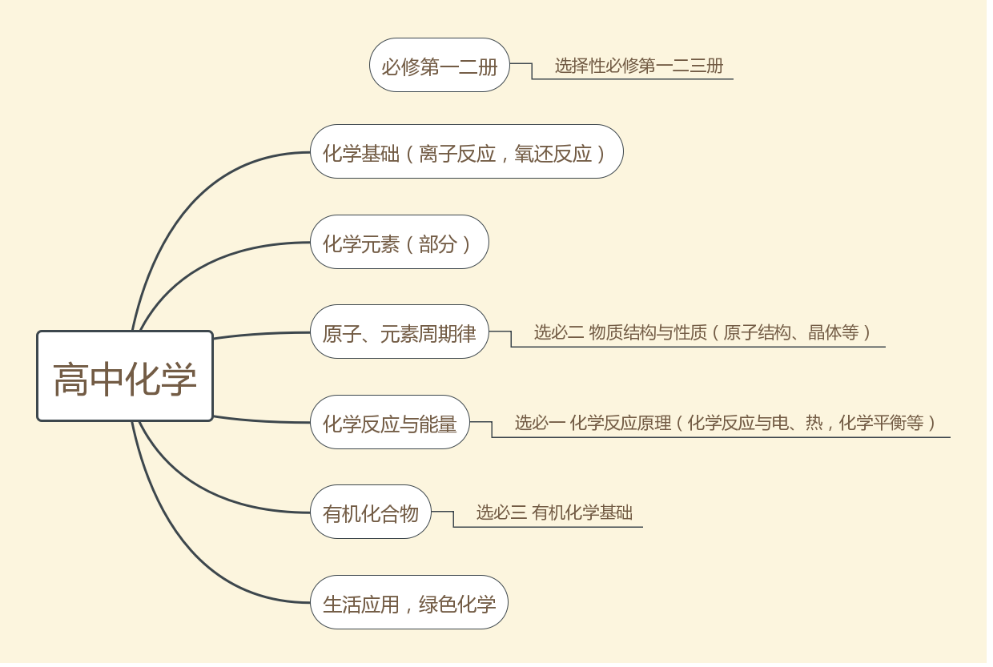 必修第一二册
选择性必修第一二三册
化学基础（离子反应，氧还反应）
化学元素（部分）
原子、元素周期律
选必二 物质结构与性质（原子结构、晶体等）
高中化学
化学反应与能量
选必一 化学反应原理（化学反应与电、热，化学平衡等）
有机化合物
选必三 有机化学基础
生活应用，绿色化学